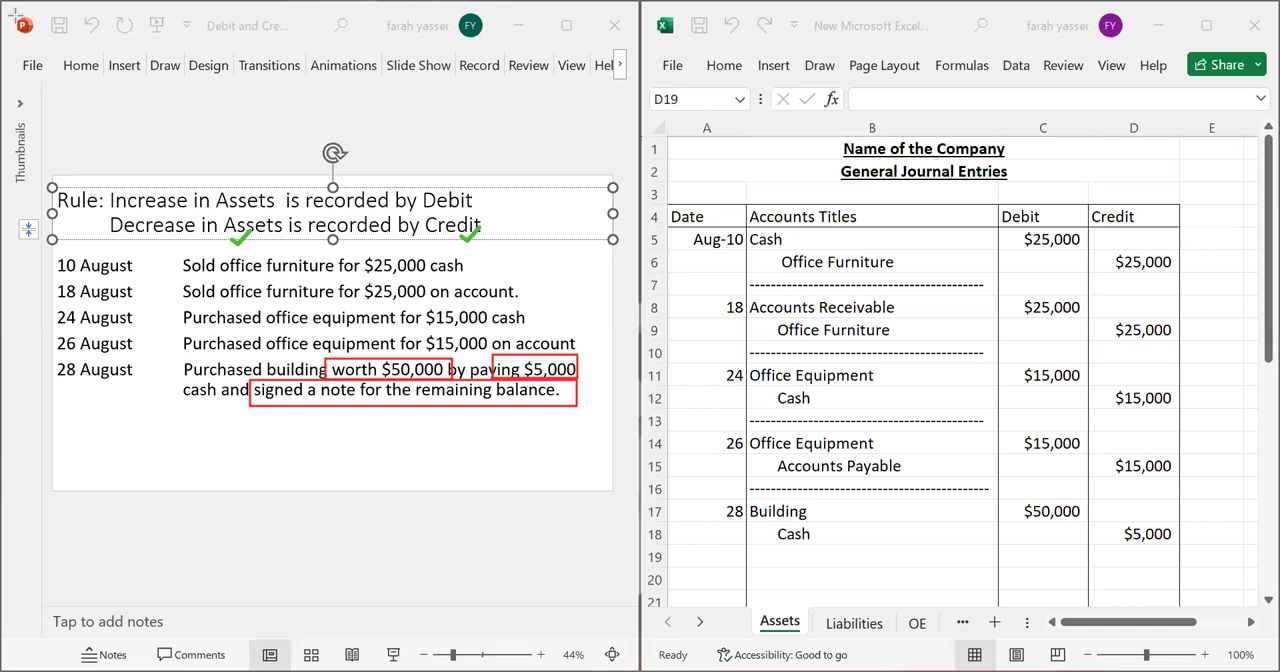 Debit and Cre...
farah yasser
FY
File Home Insert Draw Design Transitions Animations Slide Show Record Review View Hel
Thumbnails
Rule: Increase in Assets is recorded by Debit
Decrease in Assets is recorded by Credit
10 August Sold office furniture for $25,000 cash
18 August Sold office furniture for $25,000 on account.
24 August Purchased office equipment for $15,000 cash
26 August Purchased office equipment for $15,000 on account
28 August Purchased building worth $50,000 by paying $5,000
cash and signed a note for the remaining balance.
Tap to add notes
Notes Comments 44%
New Microsoft Excel...
farah yasser
FY
File Home Insert Draw Page Layout Formulas Data Review View Help Share
D19 fx
A B C D E
1 Name of the Company
2 General Journal Entries
3
4 Date Accounts Titles Debit Credit
5 Aug-10 Cash $25,000
6 Office Furniture $25,000
7 --------------------------------------------
8 18 Accounts Receivable $25,000
9 Office Furniture $25,000
10 --------------------------------------------
11 24 Office Equipment $15,000
12 Cash $15,000
13 --------------------------------------------
14 26 Office Equipment $15,000
15 Accounts Payable $15,000
16 ---------------------------------------------
17 28 Building $50,000
18 Cash $5,000
19
20
21
Assets Liabilities OE ...
Ready Accessibility: Good to go 100%